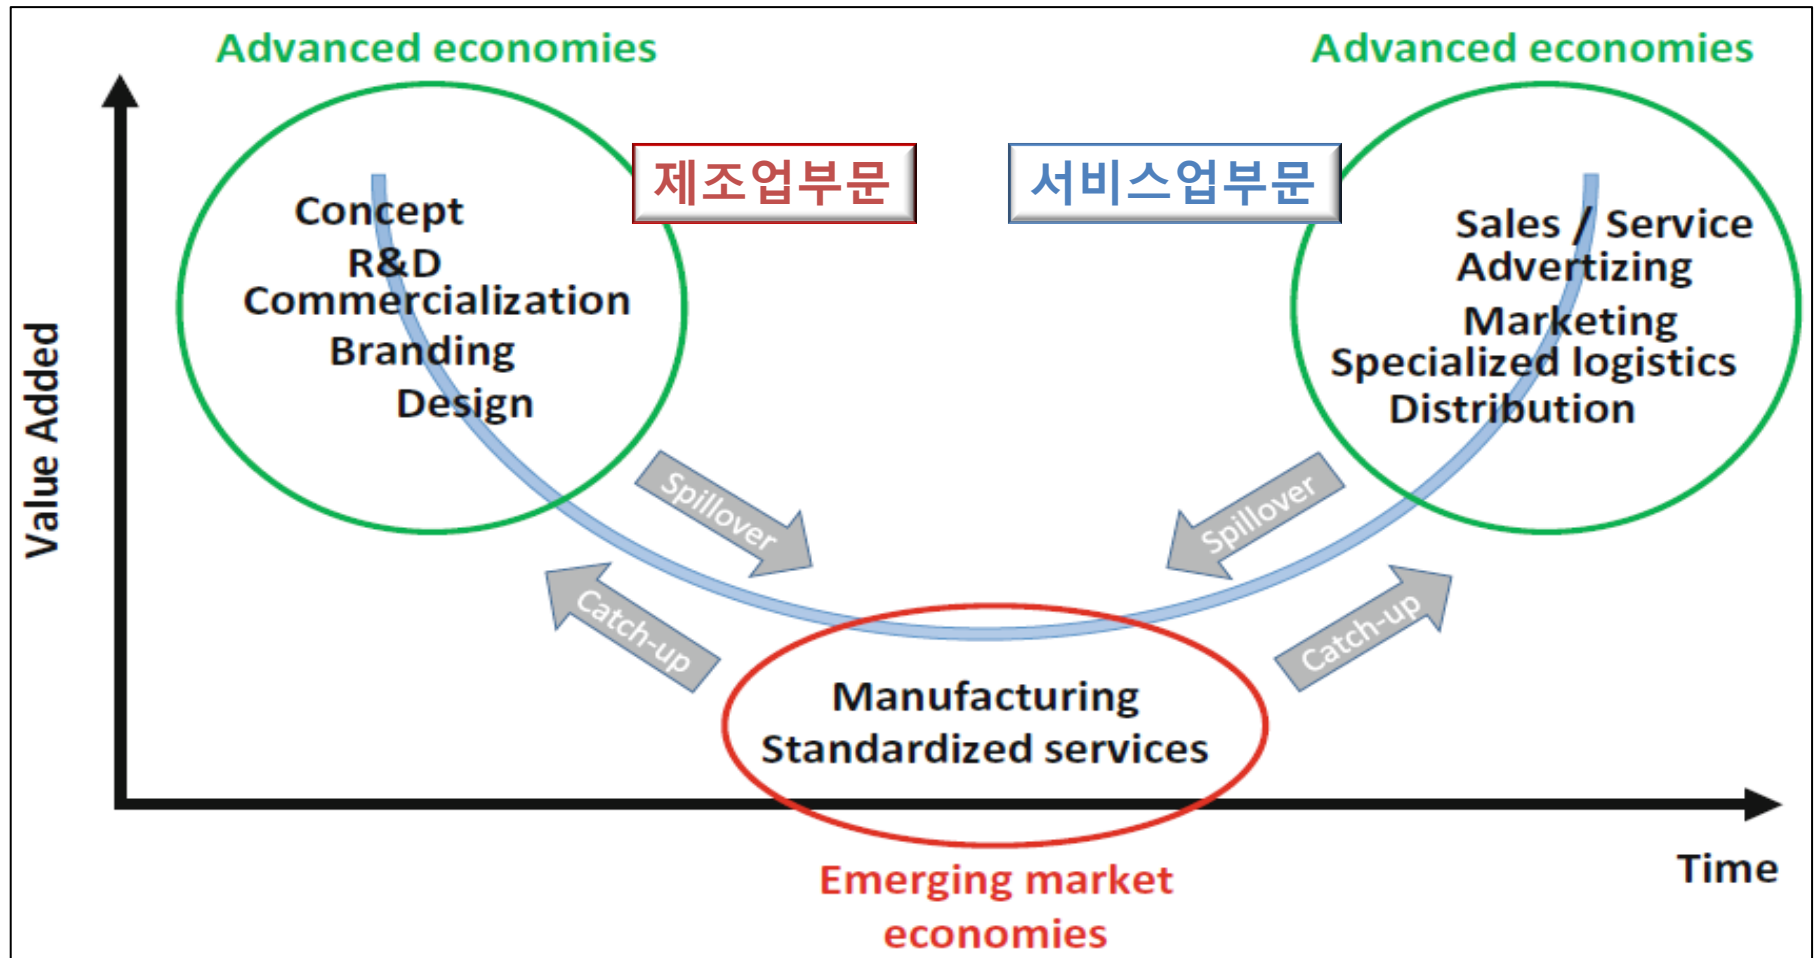 Advanced economies
Advanced economies
제조업부문
서비스업부문
Concept
R&D
Commercialization
Branding
Design
Sales / Service
Advertizing
Marketing
Specialized logistics
Distribution
Value Added
Spillover
Spillover
Catch-up
Catch-up
Manufacturing
Standardized services
Time
Emerging market
economies